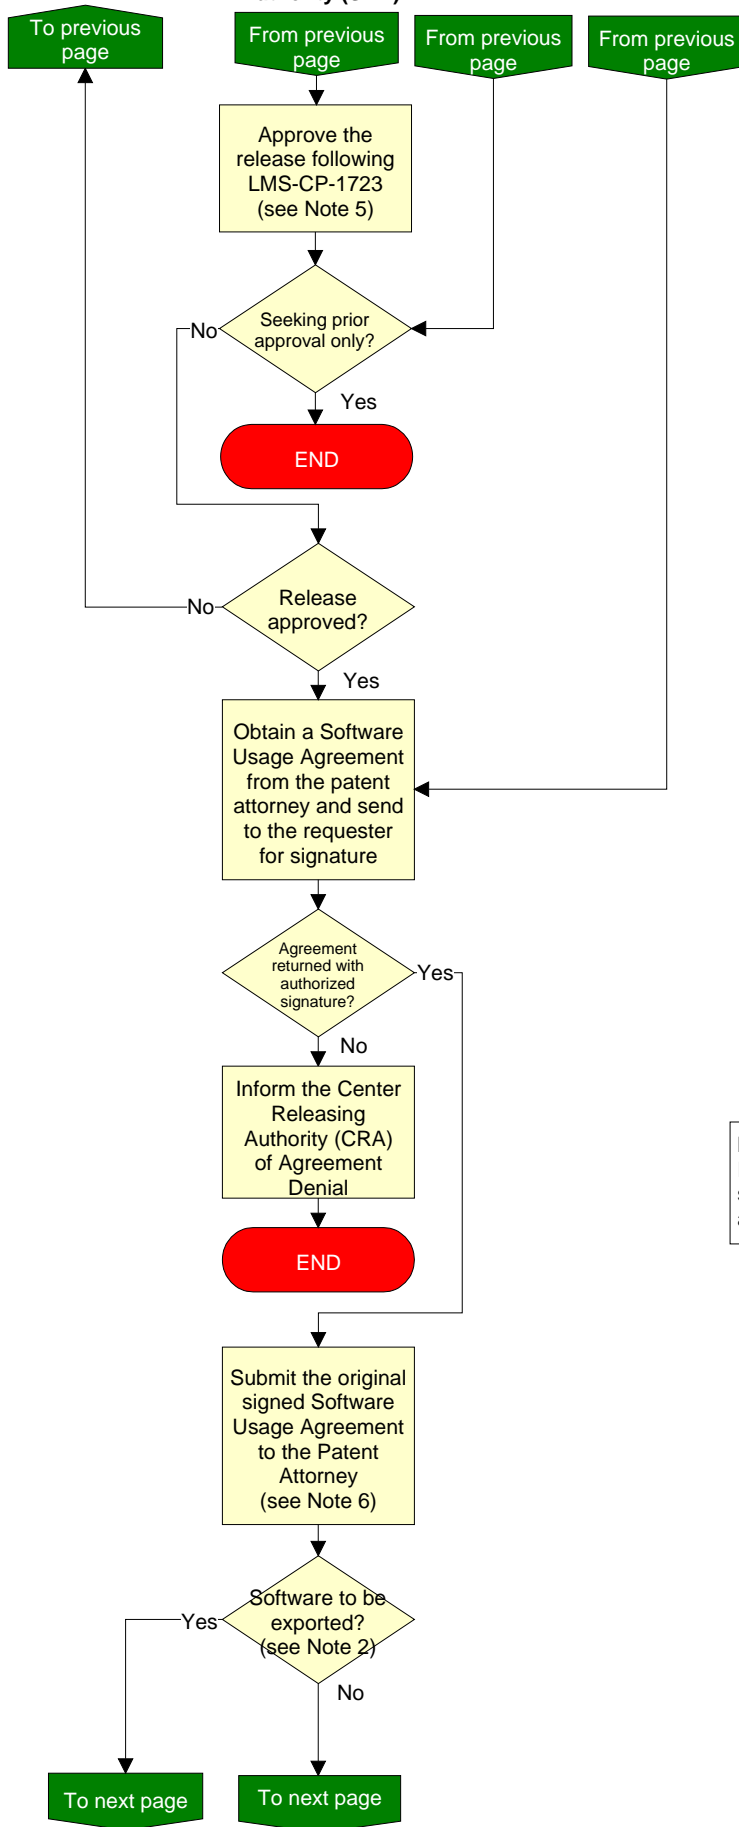 To previous
page
From previous
page
From previous
page
From previous
page
Approve the
release following
LMS-CP-1723
(see Note 5)
Seeking prior
approval only?
No
Yes
END
Release
approved?
No
Yes
Obtain a Software
Usage Agreement
from the patent
attorney and send
to the requester
for signature
Agreement
returned with
authorized
signature?
Yes
No
Inform the Center
Releasing
Authority (CRA)
of Agreement
Denial
END
Submit the original
signed Software
Usage Agreement
to the Patent
Attorney
(see Note 6)
Software to be
exported?
(see Note 2)
Yes
No
To next page
To next page